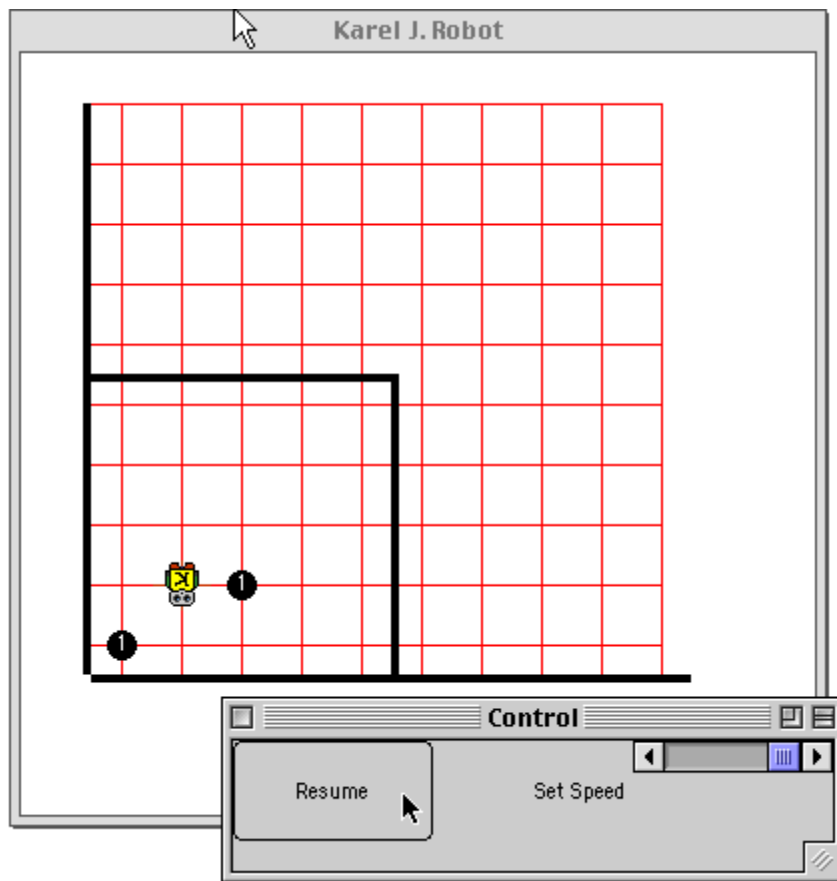 Karel J. Robot
K
1
1
Control
Resume
Set Speed